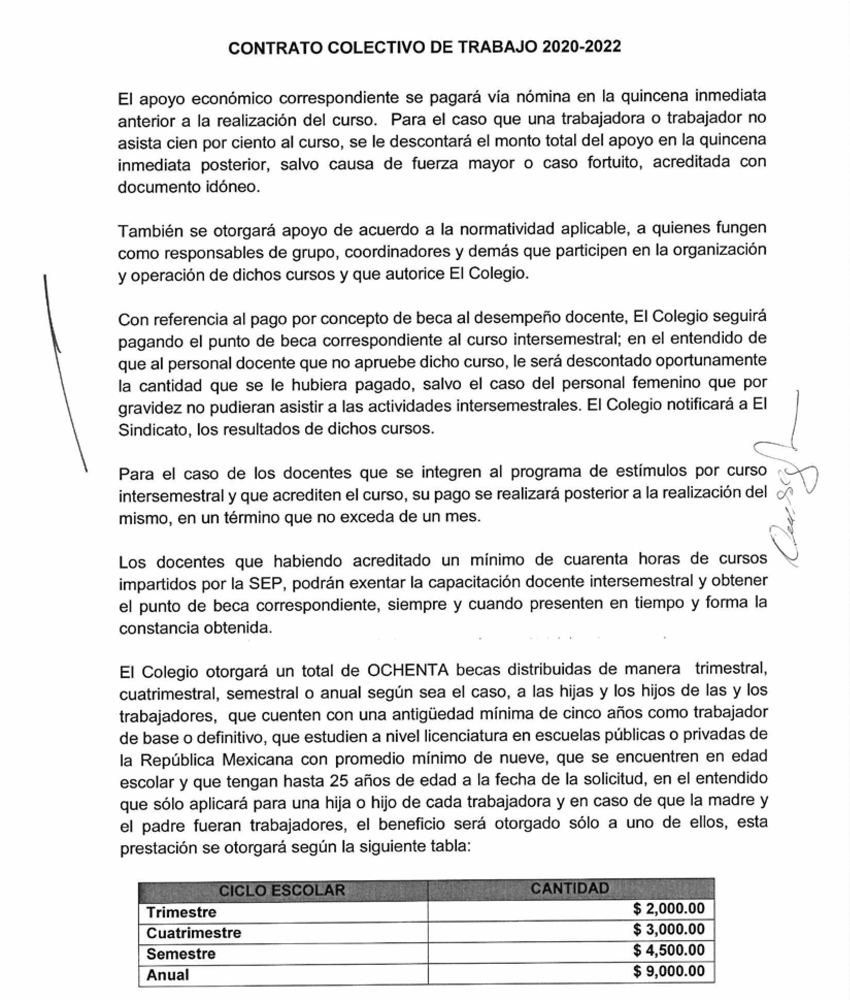 CONTRATO COLECTIVO DE TRABAJO 2020-2022
El apoyo económico correspondiente se pagará vía nómina en la quincena inmediata
anterior a la realización del curso. Para el caso que una trabajadora o trabajador no
asista cien por ciento al curso, se le descontará el monto total del apoyo en la quincena
inmediata posterior, salvo causa de fuerza mayor o caso fortuito, acreditada con
documento idóneo.
También se otorgará apoyo de acuerdo a la normatividad aplicable, a quienes fungen
como responsables de grupo, coordinadores y demás que participen en la organización
y operación de dichos cursos y que autorice El Colegio.
Con referencia al pago por concepto de beca al desempeño docente, El Colegio seguirá
pagando el punto de beca correspondiente al curso intersemestral; en el entendido de
que al personal docente que no apruebe dicho curso, le será descontado oportunamente
la cantidad que se le hubiera pagado, salvo el caso del personal femenino que por
gravidez no pudieran asistir a las actividades intersemestrales. El Colegio notificará a El
Sindicato, los resultados de dichos cursos.
Para el caso de los docentes que se integren al programa de estímulos por curso
intersemestral y que acrediten el curso, su pago se realizará posterior a la realización del
mismo, en un término que no exceda de un mes.
Los docentes que habiendo acreditado un mínimo de cuarenta horas de cursos
impartidos por la SEP, podrán exentar la capacitación docente intersemestral y obtener
el punto de beca correspondiente, siempre y cuando presenten en tiempo y forma la
constancia obtenida.
El Colegio otorgará un total de OCHENTA becas distribuidas de manera trimestral,
cuatrimestral, semestral o anual según sea el caso, a las hijas y los hijos de las y los
trabajadores, que cuenten con una antigüedad mínima de cinco años como trabajador
de base o definitivo, que estudien a nivel licenciatura en escuelas públicas o privadas de
la República Mexicana con promedio mínimo de nueve, que se encuentren en edad
escolar y que tengan hasta 25 años de edad a la fecha de la solicitud, en el entendido
que sólo aplicará para una hija o hijo de cada trabajadora y en caso de que la madre y
el padre fueran trabajadores, el beneficio será otorgado sólo a uno de ellos, esta
prestación se otorgará según la siguiente tabla:
CICLO ESCOLAR CANTIDAD
Trimestre $ 2,000.00
Cuatrimestre $ 3,000.00
Semestre $ 4,500.00
Anual $ 9,000.00